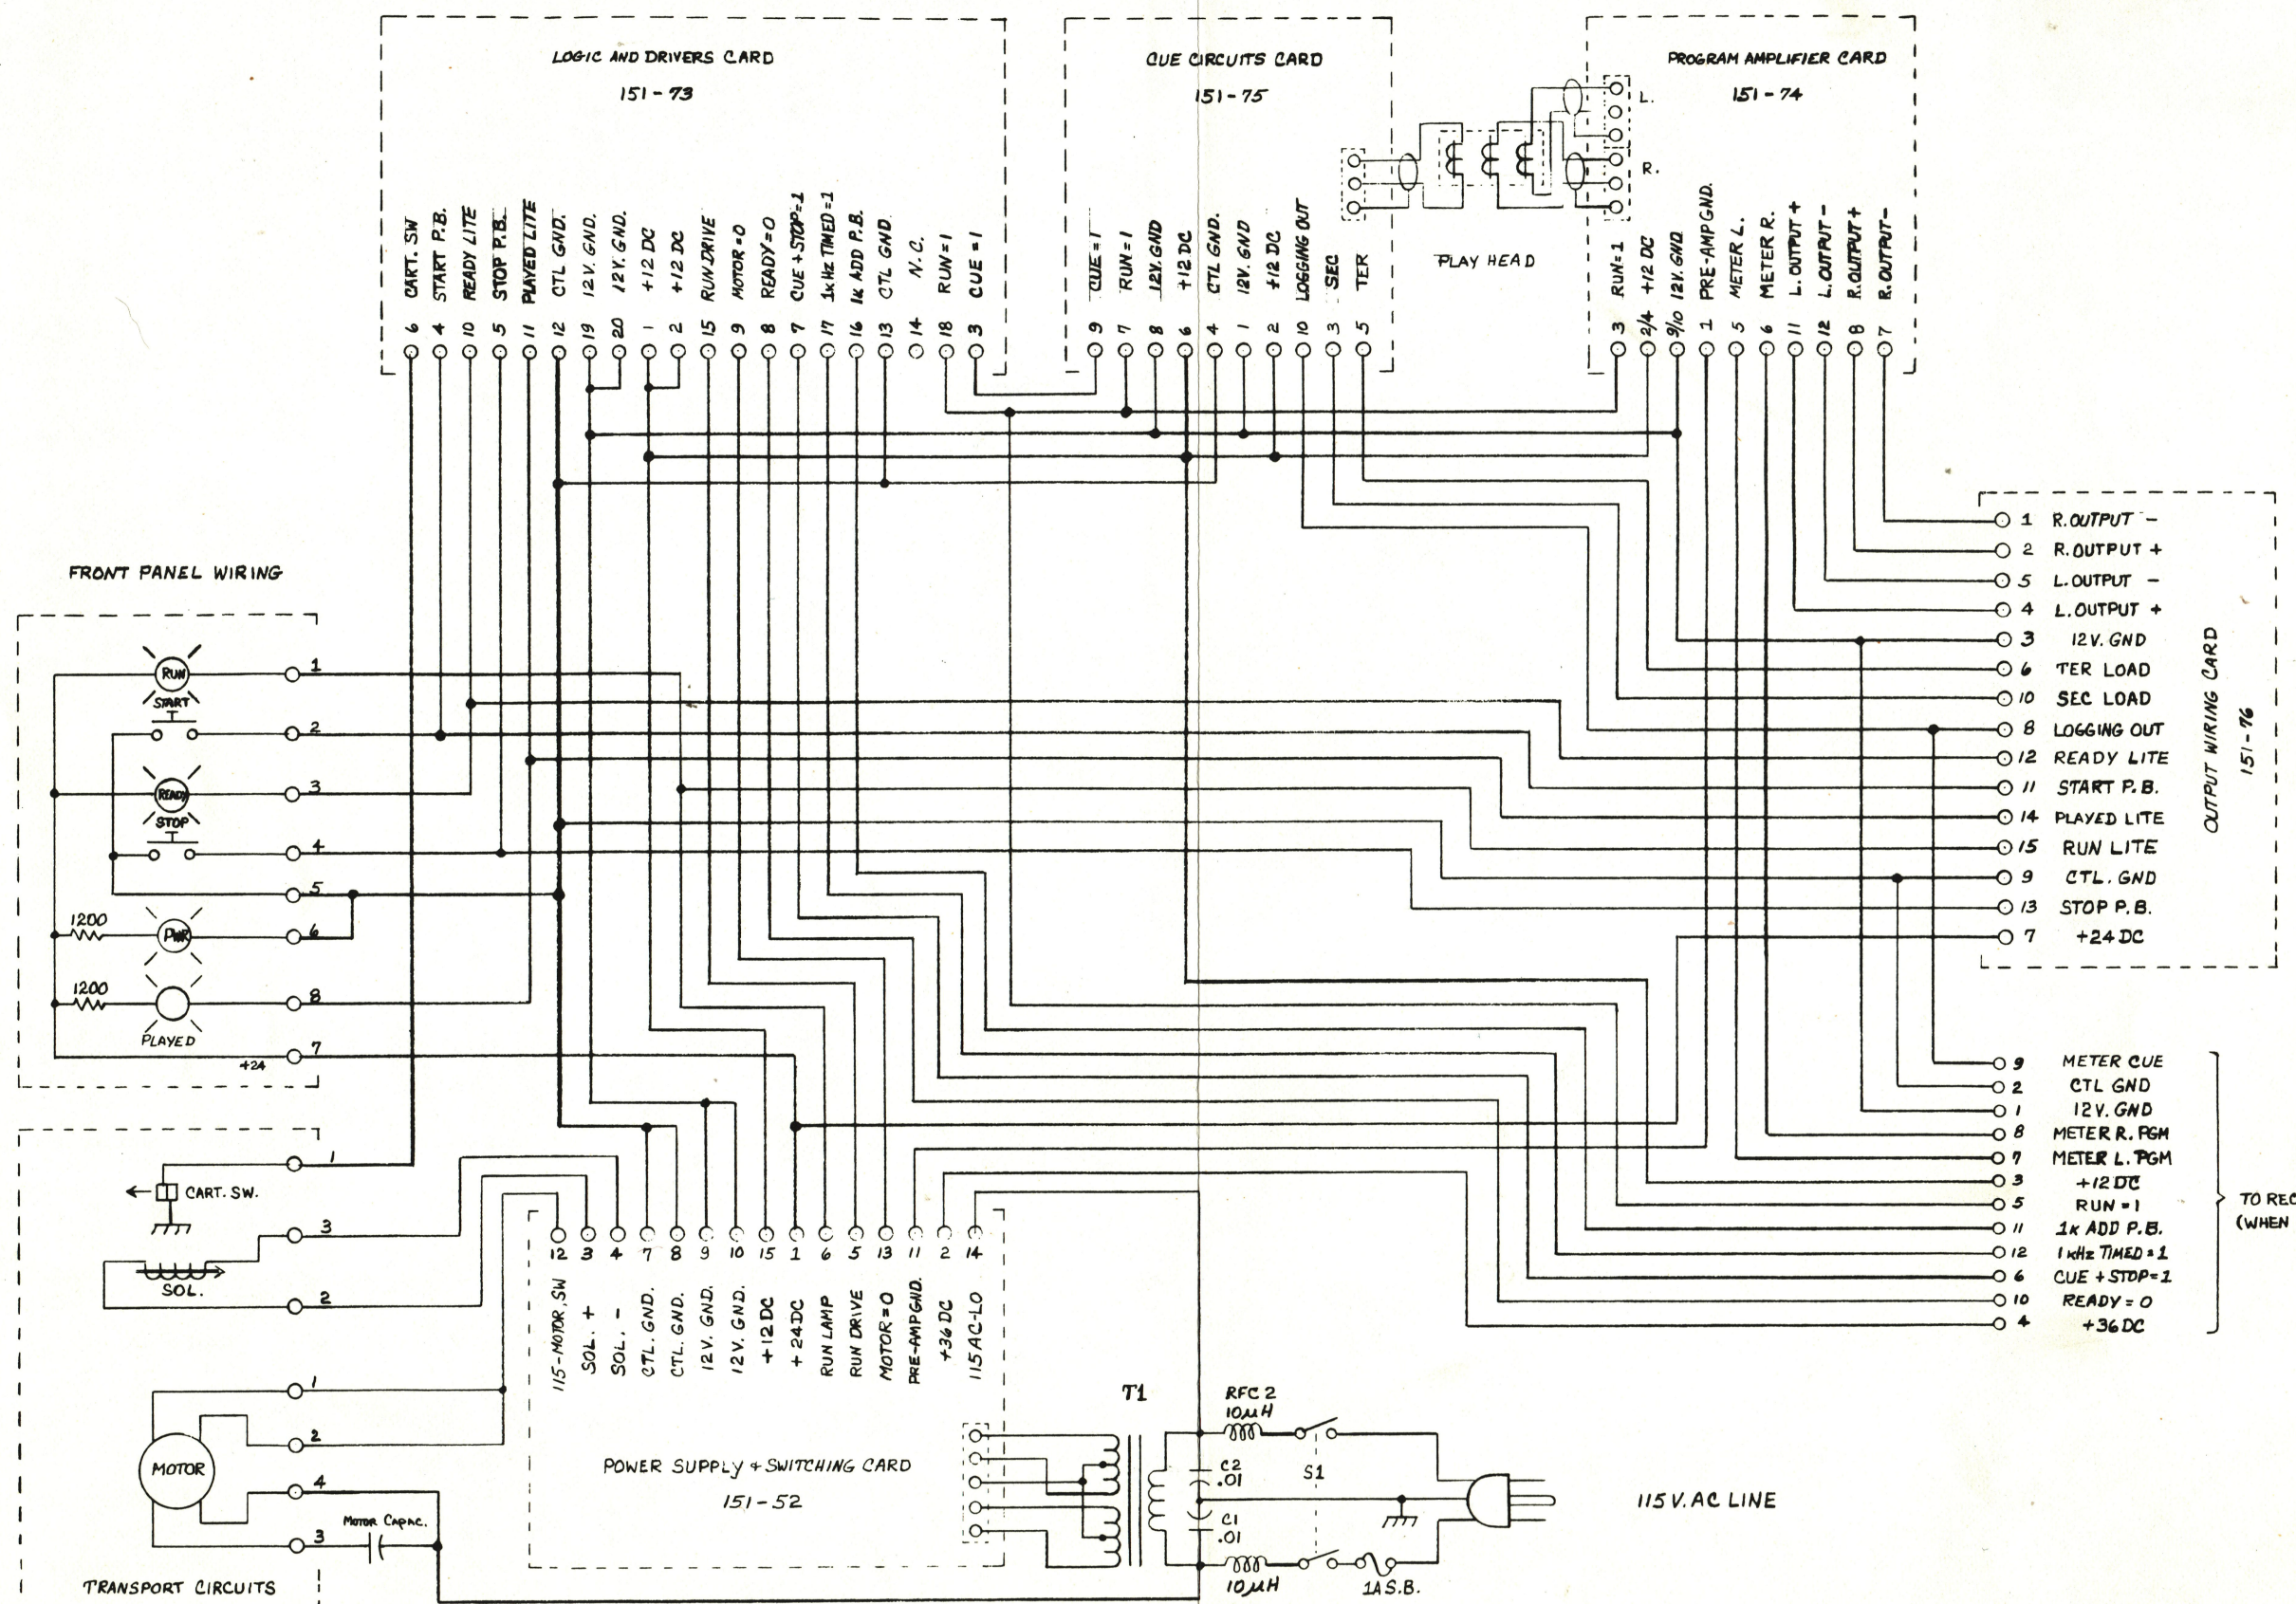 LOGIC AND DRIVERS CARD
151-73
CUE CIRCUITS CARD
151-75
PROGRAM AMPLIFIER CARD
151-74
L.
R.
PLAY HEAD
CART. SW
START P.B.
READY LITE
STOP P.B.
PLAYED LITE
CTL GND.
12V. GND.
12V. GND.
+12 DC
+12 DC
RUN DRIVE
MOTOR=0
READY=0
CUE+STOP=1
1kHz TIMED=1
1k ADD P.B.
CTL GND.
N.C.
RUN=1
CUE=1
6 4 10 5 11 12 19 20 1 2 15 9 8 7 17 16 13 14 18 3
CUE=1
RUN=1
12V. GND
+12 DC
CTL GND.
12V. GND
+12 DC
LOGGING OUT
SEC
TER
9 7 8 6 4 1 2 10 3 5
RUN=1
+12 DC
12V. GND.
PRE-AMP GND.
METER L.
METER R.
L.OUTPUT+
L.OUTPUT-
R.OUTPUT+
R.OUTPUT-
3 2/4 9/10 1 5 6 11 12 8 7
1 R.OUTPUT -
2 R.OUTPUT +
5 L.OUTPUT -
4 L.OUTPUT +
3 12V. GND
6 TER LOAD
10 SEC LOAD
8 LOGGING OUT
12 READY LITE
11 START P.B.
14 PLAYED LITE
15 RUN LITE
9 CTL. GND
13 STOP P.B.
7 +24 DC
OUTPUT WIRING CARD
151-76
FRONT PANEL WIRING
RUN
1
START
2
READY
3
STOP
4
5
1200
PWR
6
1200
8
PLAYED
+24
7
9 METER CUE
2 CTL GND
1 12V. GND
8 METER R. PGM
7 METER L. PGM
3 +12 DC
5 RUN=1
11 1k ADD P.B.
12 1kHz TIMED=1
6 CUE+STOP=1
10 READY=0
4 +36 DC
TO REC
(WHEN
1
CART. SW.
3
SOL.
2
1
2
MOTOR
4
MOTOR CAPAC.
3
TRANSPORT CIRCUITS
12 3 4 7 8 9 10 15 1 6 5 13 11 2 14
115-MOTOR, SW
SOL. +
SOL. -
CTL. GND.
CTL. GND.
12V. GND.
12V. GND.
+12 DC
+24 DC
RUN LAMP
RUN DRIVE
MOTOR=0
PRE-AMP GND.
+36 DC
115 AC-LO
POWER SUPPLY + SWITCHING CARD
151-52
T1
RFC 2
10µH
C2
.01
S1
C1
.01
10µH
1A S.B.
115 V. AC LINE